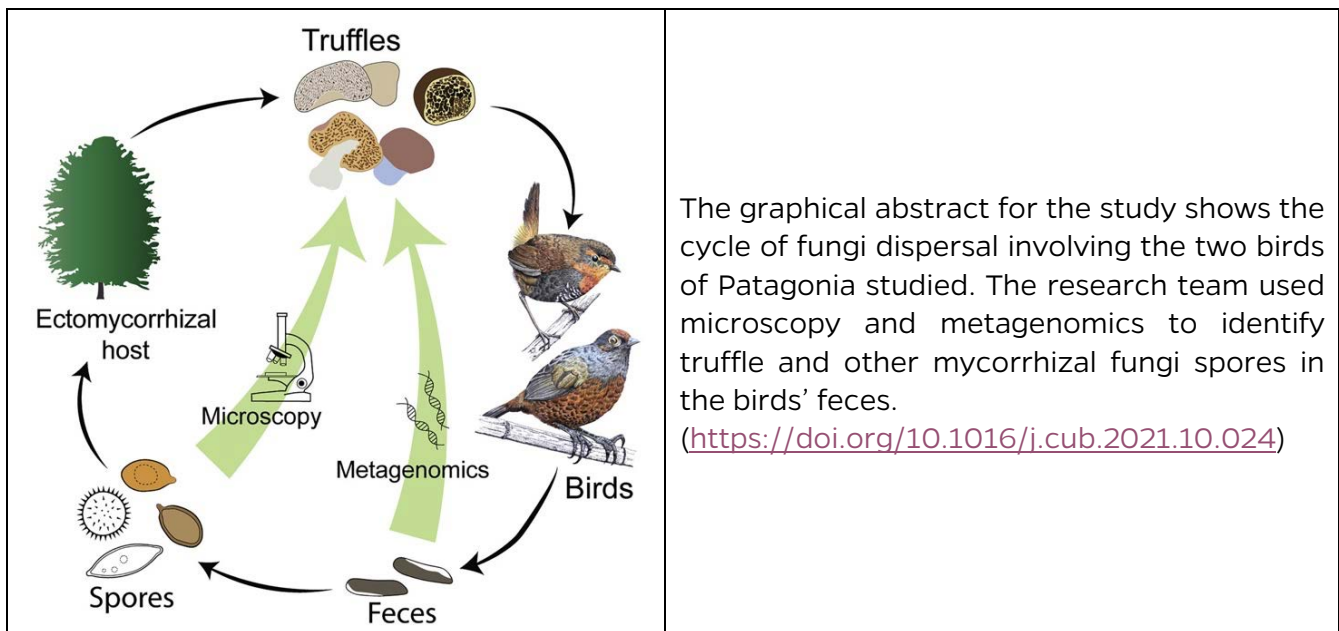 Truffles
Ectomycorrhizal
host
Microscopy
Metagenomics
Birds
Spores
Feces
The graphical abstract for the study shows the
cycle of fungi dispersal involving the two birds
of Patagonia studied. The research team used
microscopy and metagenomics to identify
truffle and other mycorrhizal fungi spores in
the birds’ feces.
(https://doi.org/10.1016/j.cub.2021.10.024)